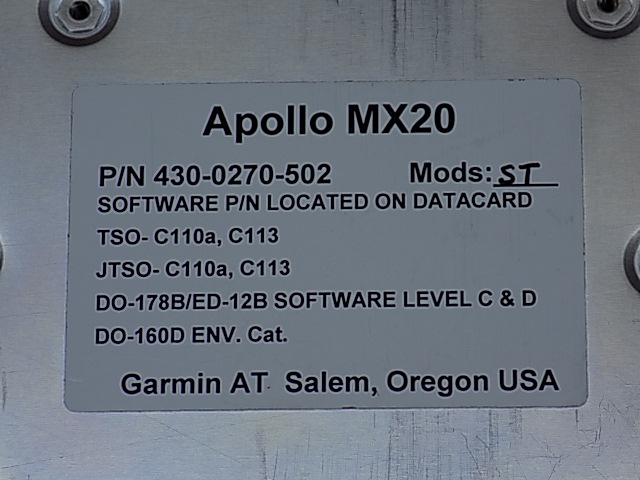 Apollo MX20
P/N 430-0270-502 Mods: ST
SOFTWARE P/N LOCATED ON DATACARD
TSO- C110a, C113
JTSO- C110a, C113
DO-178B/ED-12B SOFTWARE LEVEL C & D
DO-160D ENV. Cat.
Garmin AT Salem, Oregon USA